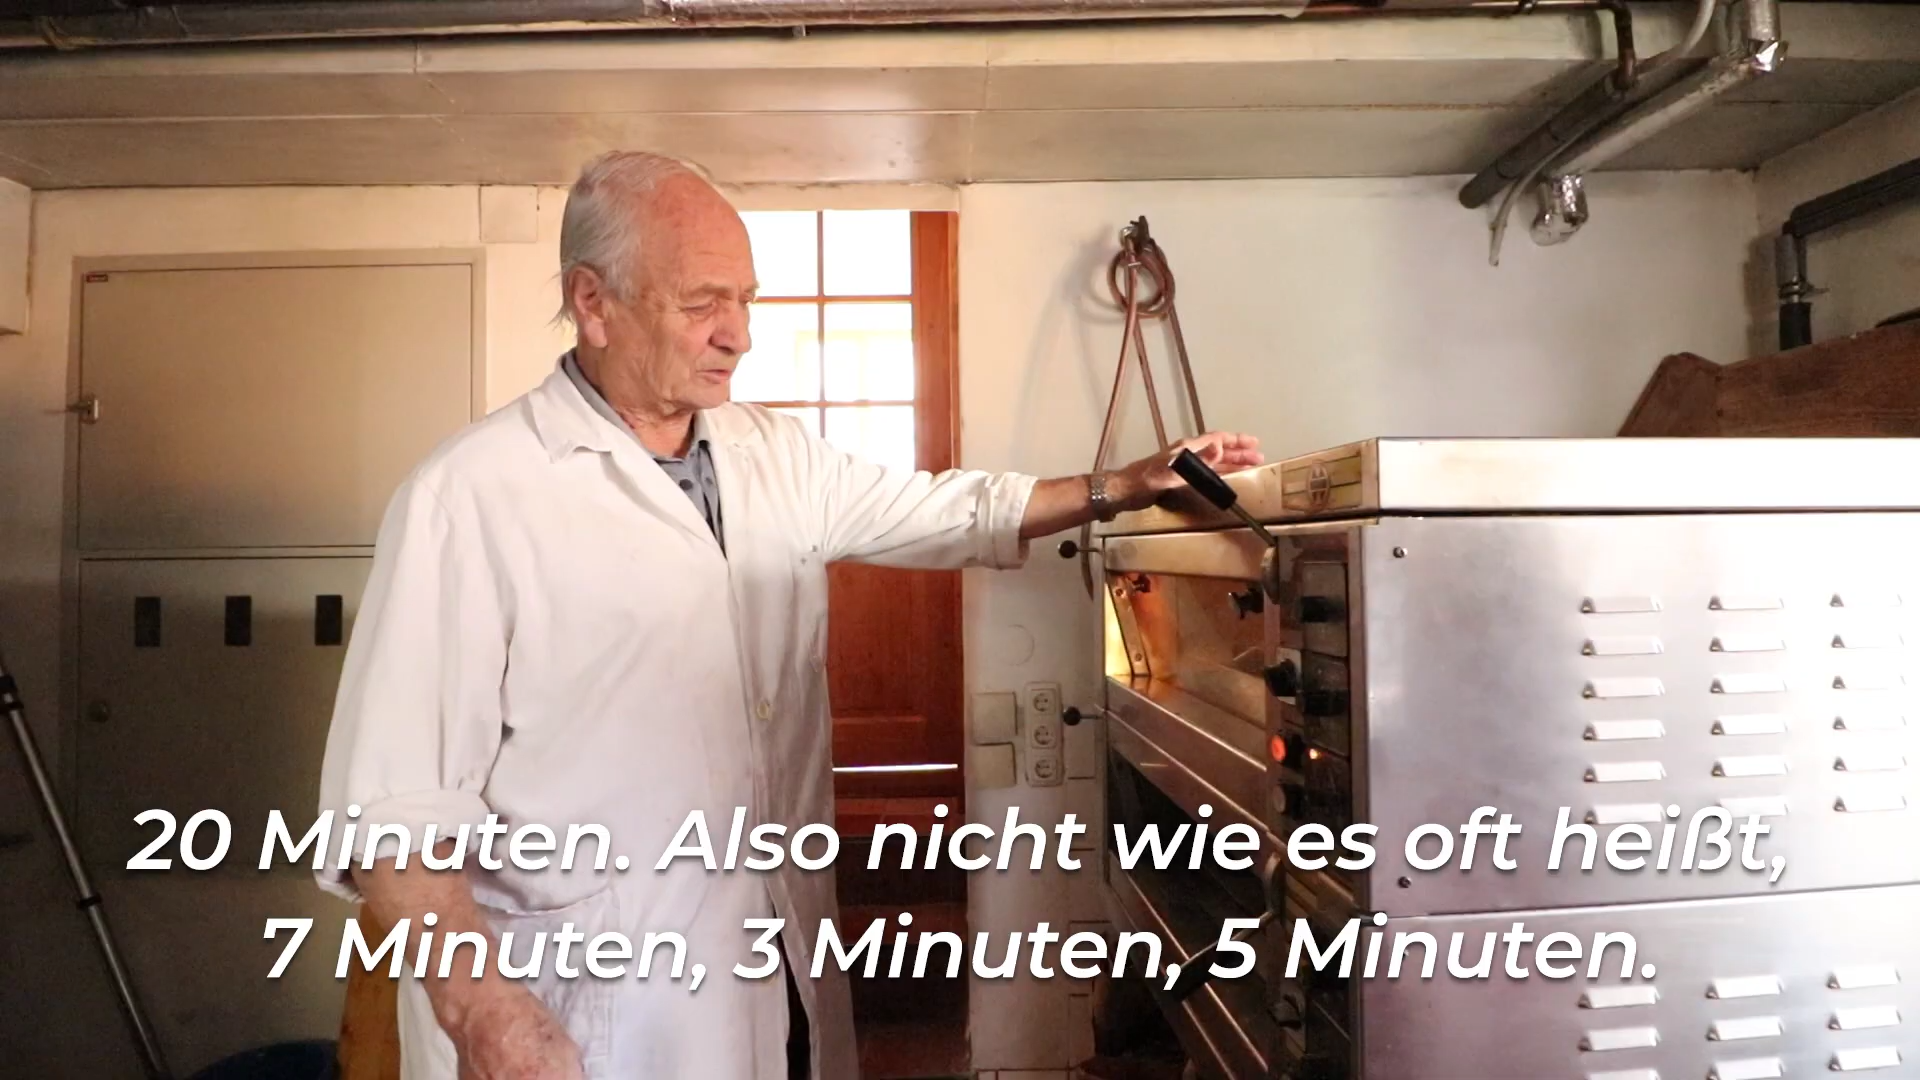 20 Minuten. Also nicht wie es oft heißt,
7 Minuten, 3 Minuten, 5 Minuten.